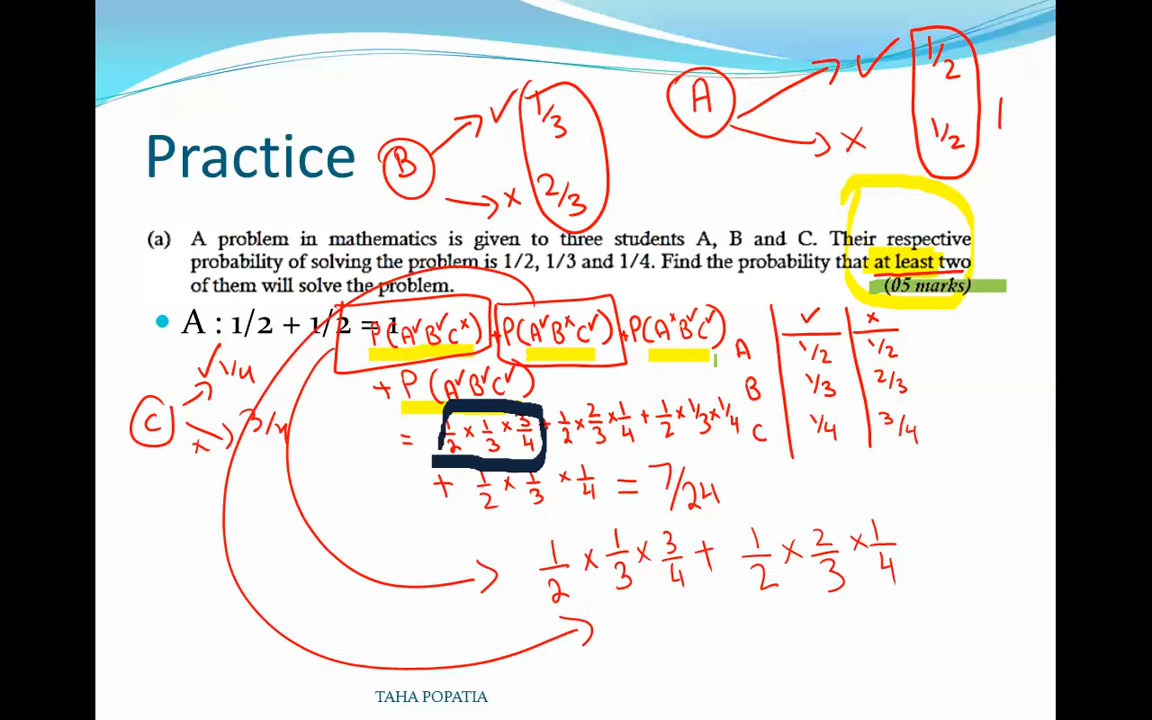 A ✓ 1/2
× 1/2 1
B ✓ 1/3
× 2/3
Practice
(a) A problem in mathematics is given to three students A, B and C. Their respective
probability of solving the problem is 1/2, 1/3 and 1/4. Find the probability that at least two
of them will solve the problem. (05 marks)
• A : 1/2 + 1/2 = 1
P(A✓B✓C×) + P(A✓B×C✓) + P(A×B✓C✓)
+ P(A✓B✓C✓)
✓ ×
A 1/2 1/2
B 1/3 2/3
C 1/4 3/4
C ✓ 1/4
× 3/4
= 1/2 × 1/3 × 3/4 + 1/2 × 2/3 × 1/4 + 1/2 × 1/3 × 1/4
+ 1/2 × 1/3 × 1/4 = 7/24
1/2 × 1/3 × 3/4 + 1/2 × 2/3 × 1/4
TAHA POPATIA